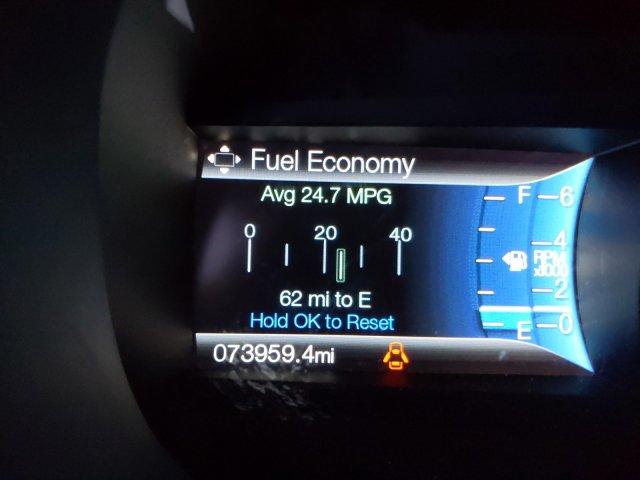 Fuel Economy
Avg 24.7 MPG
0 20 40
62 mi to E
Hold OK to Reset
073959.4mi
F
E
6
4
RPM
x1000
2
0